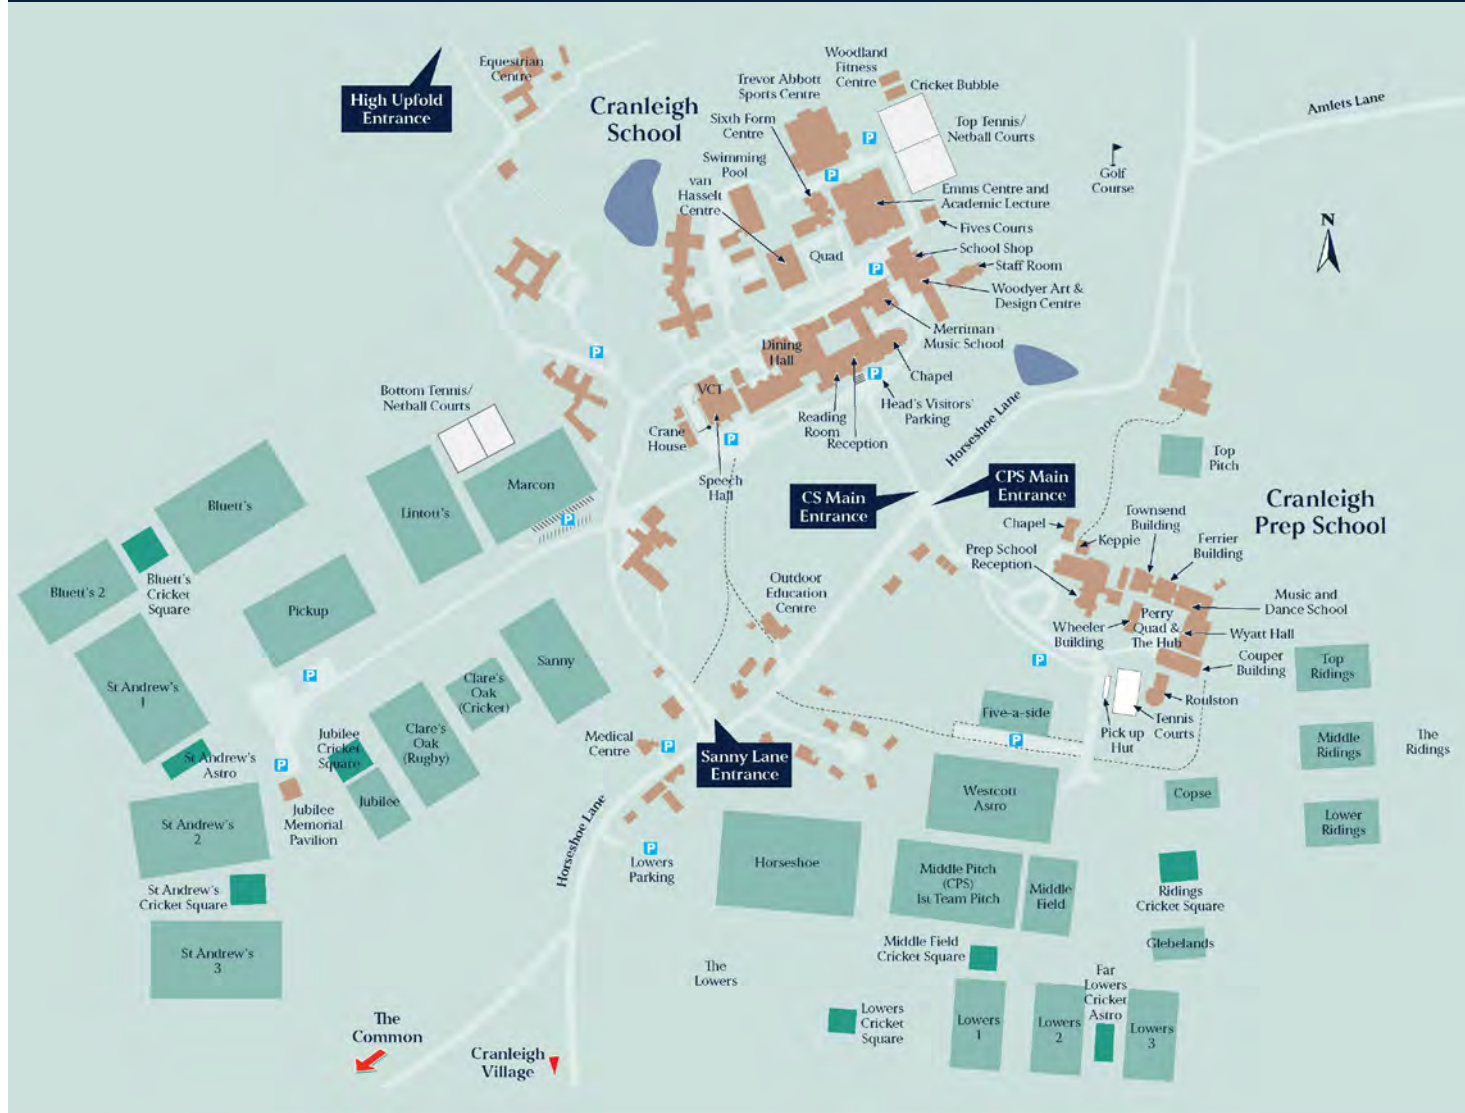 Equestrian
Centre
High Upfold
Entrance
Cranleigh
School
Woodland
Fitness
Centre
Cricket Bubble
Trevor Abbott
Sports Centre
Sixth Form
Centre
Top Tennis/
Netball Courts
Swimming
Pool
van
Hasselt
Centre
Emms Centre and
Academic Lecture
Fives Courts
School Shop
Staff Room
Quad
Woodyer Art &
Design Centre
Merriman
Music School
Amlets Lane
Golf
Course
N
P
P
P
P
P
P
Dining
Hall
VCT
Chapel
Head's Visitors'
Parking
Reading
Room
Reception
Crane
House
Speech
Hall
Bottom Tennis/
Netball Courts
Horseshoe Lane
CS Main
Entrance
CPS Main
Entrance
Top
Pitch
Cranleigh
Prep School
Chapel
Keppie
Townsend
Building
Ferrier
Building
Prep School
Reception
Music and
Dance School
Wheeler
Building
Perry
Quad &
The Hub
Wyatt Hall
Couper
Building
Roulston
Tennis
Courts
Pick up
Hut
P
Top
Ridings
Middle
Ridings
The
Ridings
Lower
Ridings
Bluett's
Lintott's
Marcon
P
Bluett's 2
Bluett's
Cricket
Square
Pickup
P
St Andrew's
1
St Andrew's
Astro
P
Jubilee
Cricket
Square
Clare's
Oak
(Rugby)
Clare's
Oak
(Cricket)
Sanny
Jubilee
Jubilee
Memorial
Pavilion
St Andrew's
2
St Andrew's
Cricket Square
St Andrew's
3
Outdoor
Education
Centre
Medical
Centre
P
Sanny Lane
Entrance
Horseshoe Lane
P
Lowers
Parking
Five-a-side
P
Westcott
Astro
Copse
Horseshoe
Middle Pitch
(CPS)
1st Team Pitch
Middle
Field
Ridings
Cricket Square
Glebelands
Middle Field
Cricket Square
The
Lowers
Lowers
Cricket
Square
Lowers
1
Lowers
2
Far
Lowers
Cricket
Astro
Lowers
3
The
Common
Cranleigh
Village